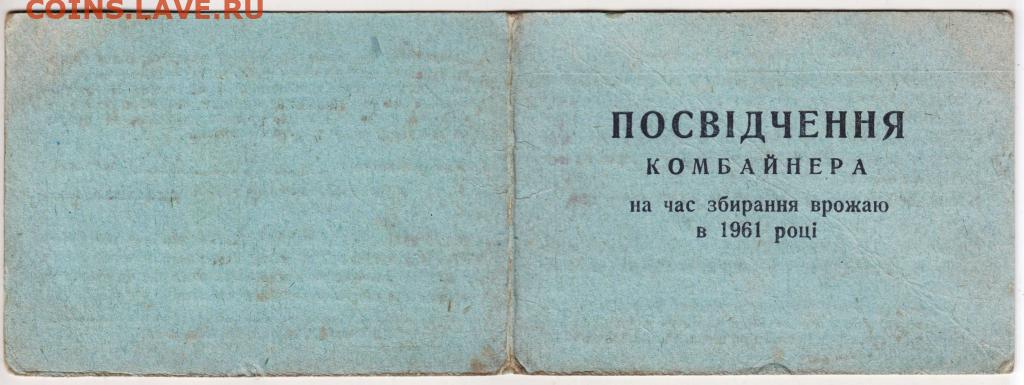 COINS.LAVE.RU
ПОСВІДЧЕННЯ
КОМБАЙНЕРА
на час збирання врожаю
в 1961 році